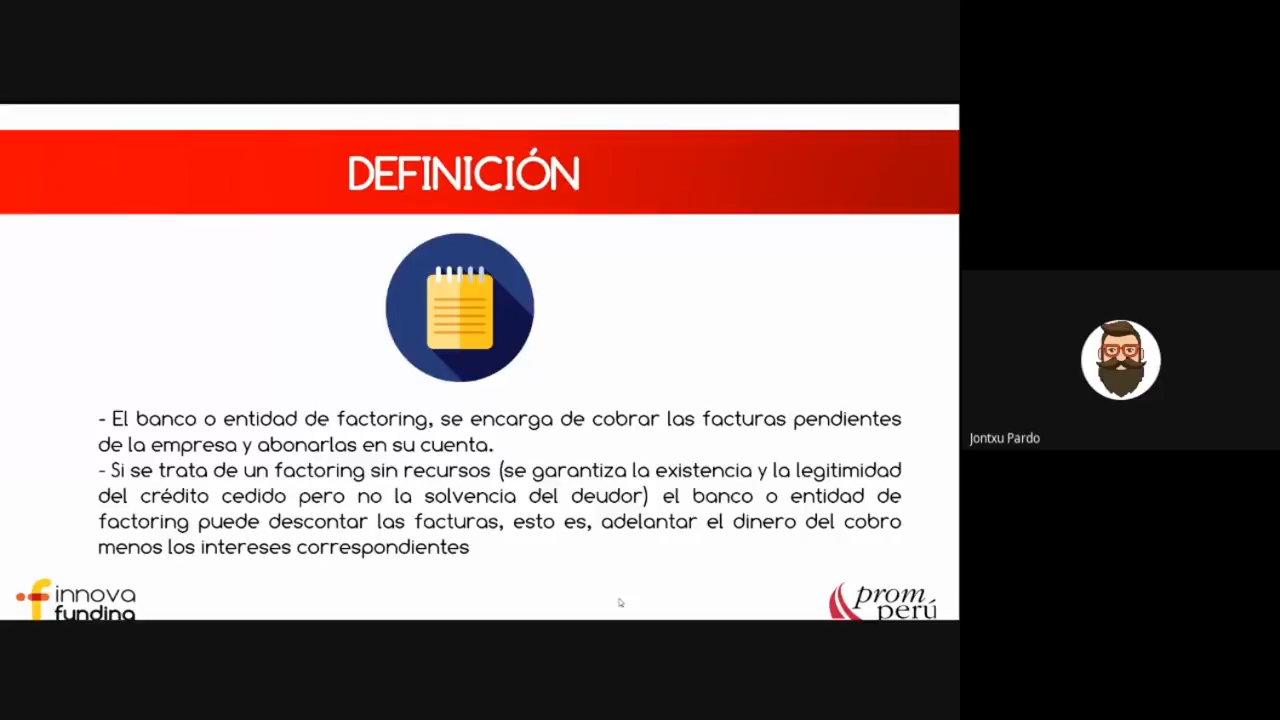 DEFINICIÓN
- El banco o entidad de factoring, se encarga de cobrar las facturas pendientes
de la empresa y abonarlas en su cuenta.
- Si se trata de un factoring sin recursos (se garantiza la existencia y la legitimidad
del crédito cedido pero no la solvencia del deudor) el banco o entidad de
factoring puede descontar las facturas, esto es, adelantar el dinero del cobro
menos los intereses correspondientes
innova
funding
prom
perú
Jontxu Pardo